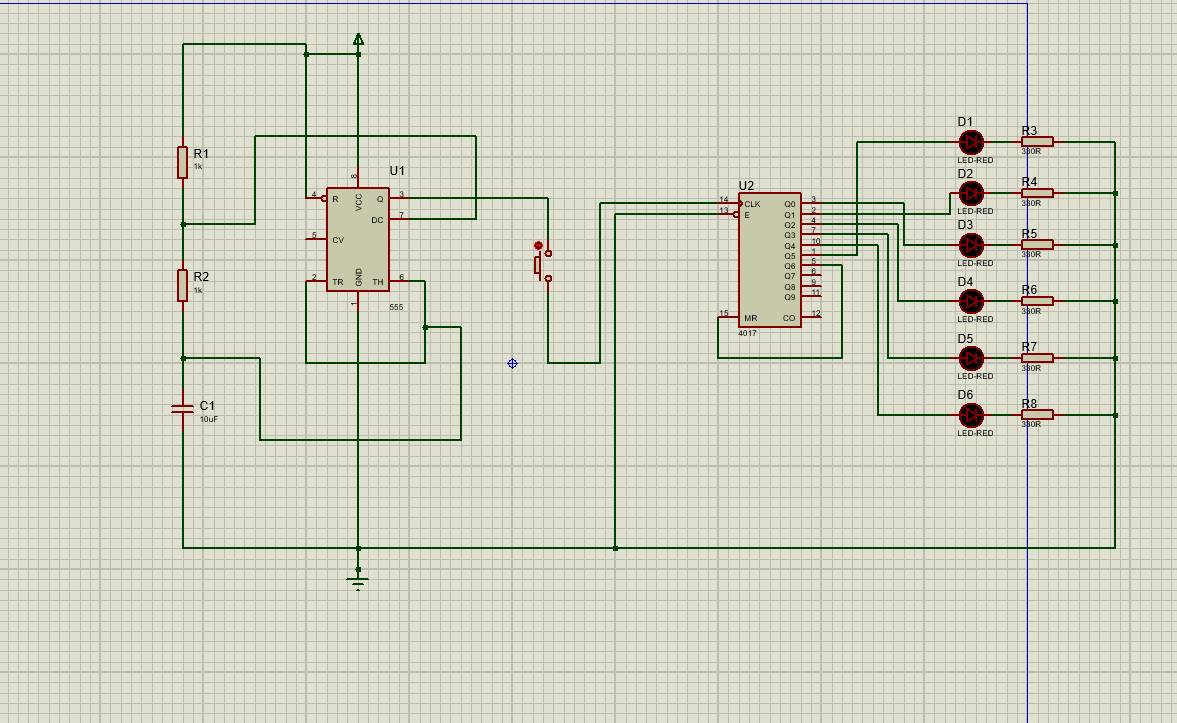 R1
1k
R2
1k
C1
10uF
U1
4
R
8
VCC
Q
3
DC
7
5
CV
2
TR
GND
1
TH
6
555
U2
14
CLK
13
E
Q0
3
Q1
2
Q2
4
Q3
7
Q4
10
Q5
1
Q6
5
Q7
6
Q8
9
Q9
11
15
MR
CO
12
4017
D1
LED-RED
R3
330R
D2
LED-RED
R4
330R
D3
LED-RED
R5
330R
D4
LED-RED
R6
330R
D5
LED-RED
R7
330R
D6
LED-RED
R8
330R